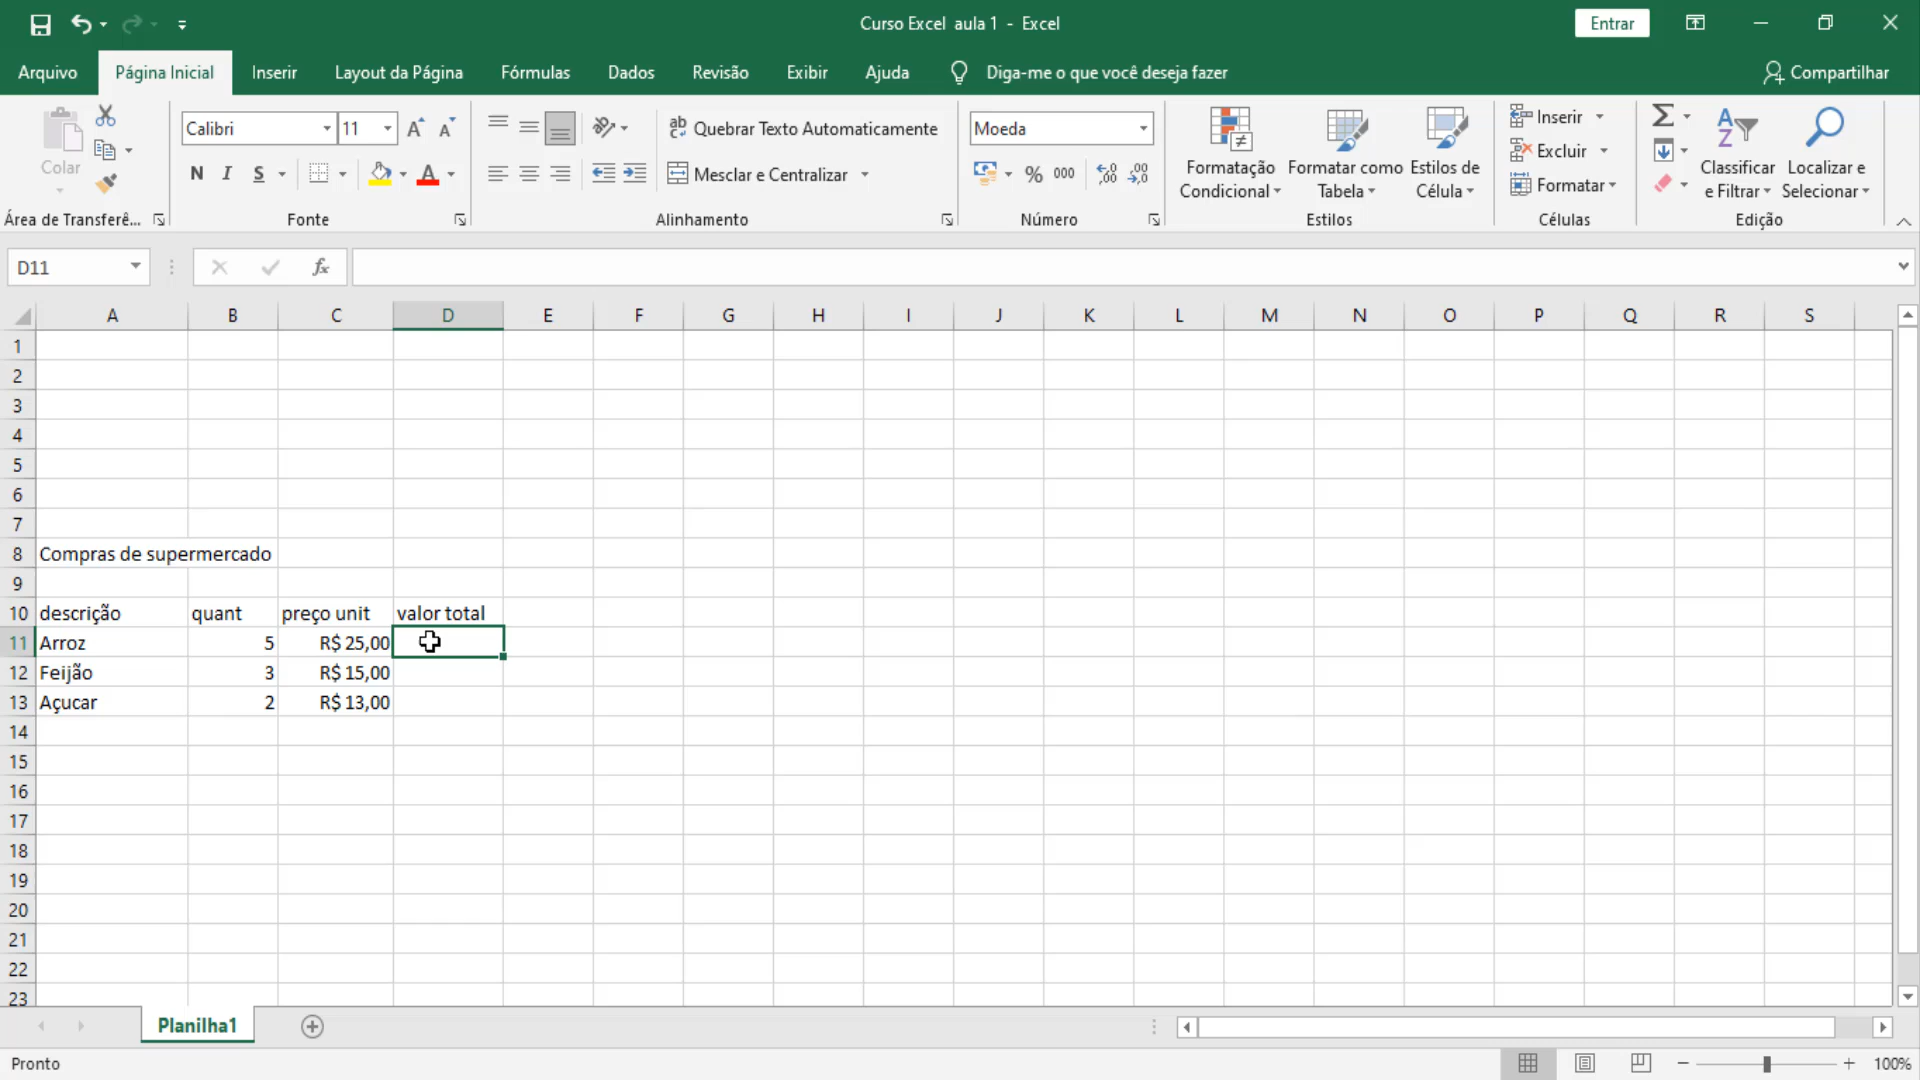 Curso Excel aula 1 - Excel
Entrar
Arquivo Página Inicial Inserir Layout da Página Fórmulas Dados Revisão Exibir Ajuda Diga-me o que você deseja fazer Compartilhar
Colar
Área de Transferê...
Calibri 11
N I S A
Fonte
ab Quebrar Texto Automaticamente
Mesclar e Centralizar
Alinhamento
Moeda
% 000 ,00 ,00
Número
Formatação Condicional
Formatar como Tabela
Estilos de Célula
Estilos
Inserir
Excluir
Formatar
Células
Σ
Classificar e Filtrar
Localizar e Selecionar
Edição
D11 fx
A B C D E F G H I J K L M N O P Q R S
1
2
3
4
5
6
7
8 Compras de supermercado
9
10 descrição quant preço unit valor total
11 Arroz 5 R$ 25,00
12 Feijão 3 R$ 15,00
13 Açucar 2 R$ 13,00
14
15
16
17
18
19
20
21
22
23
Planilha1
Pronto 100%